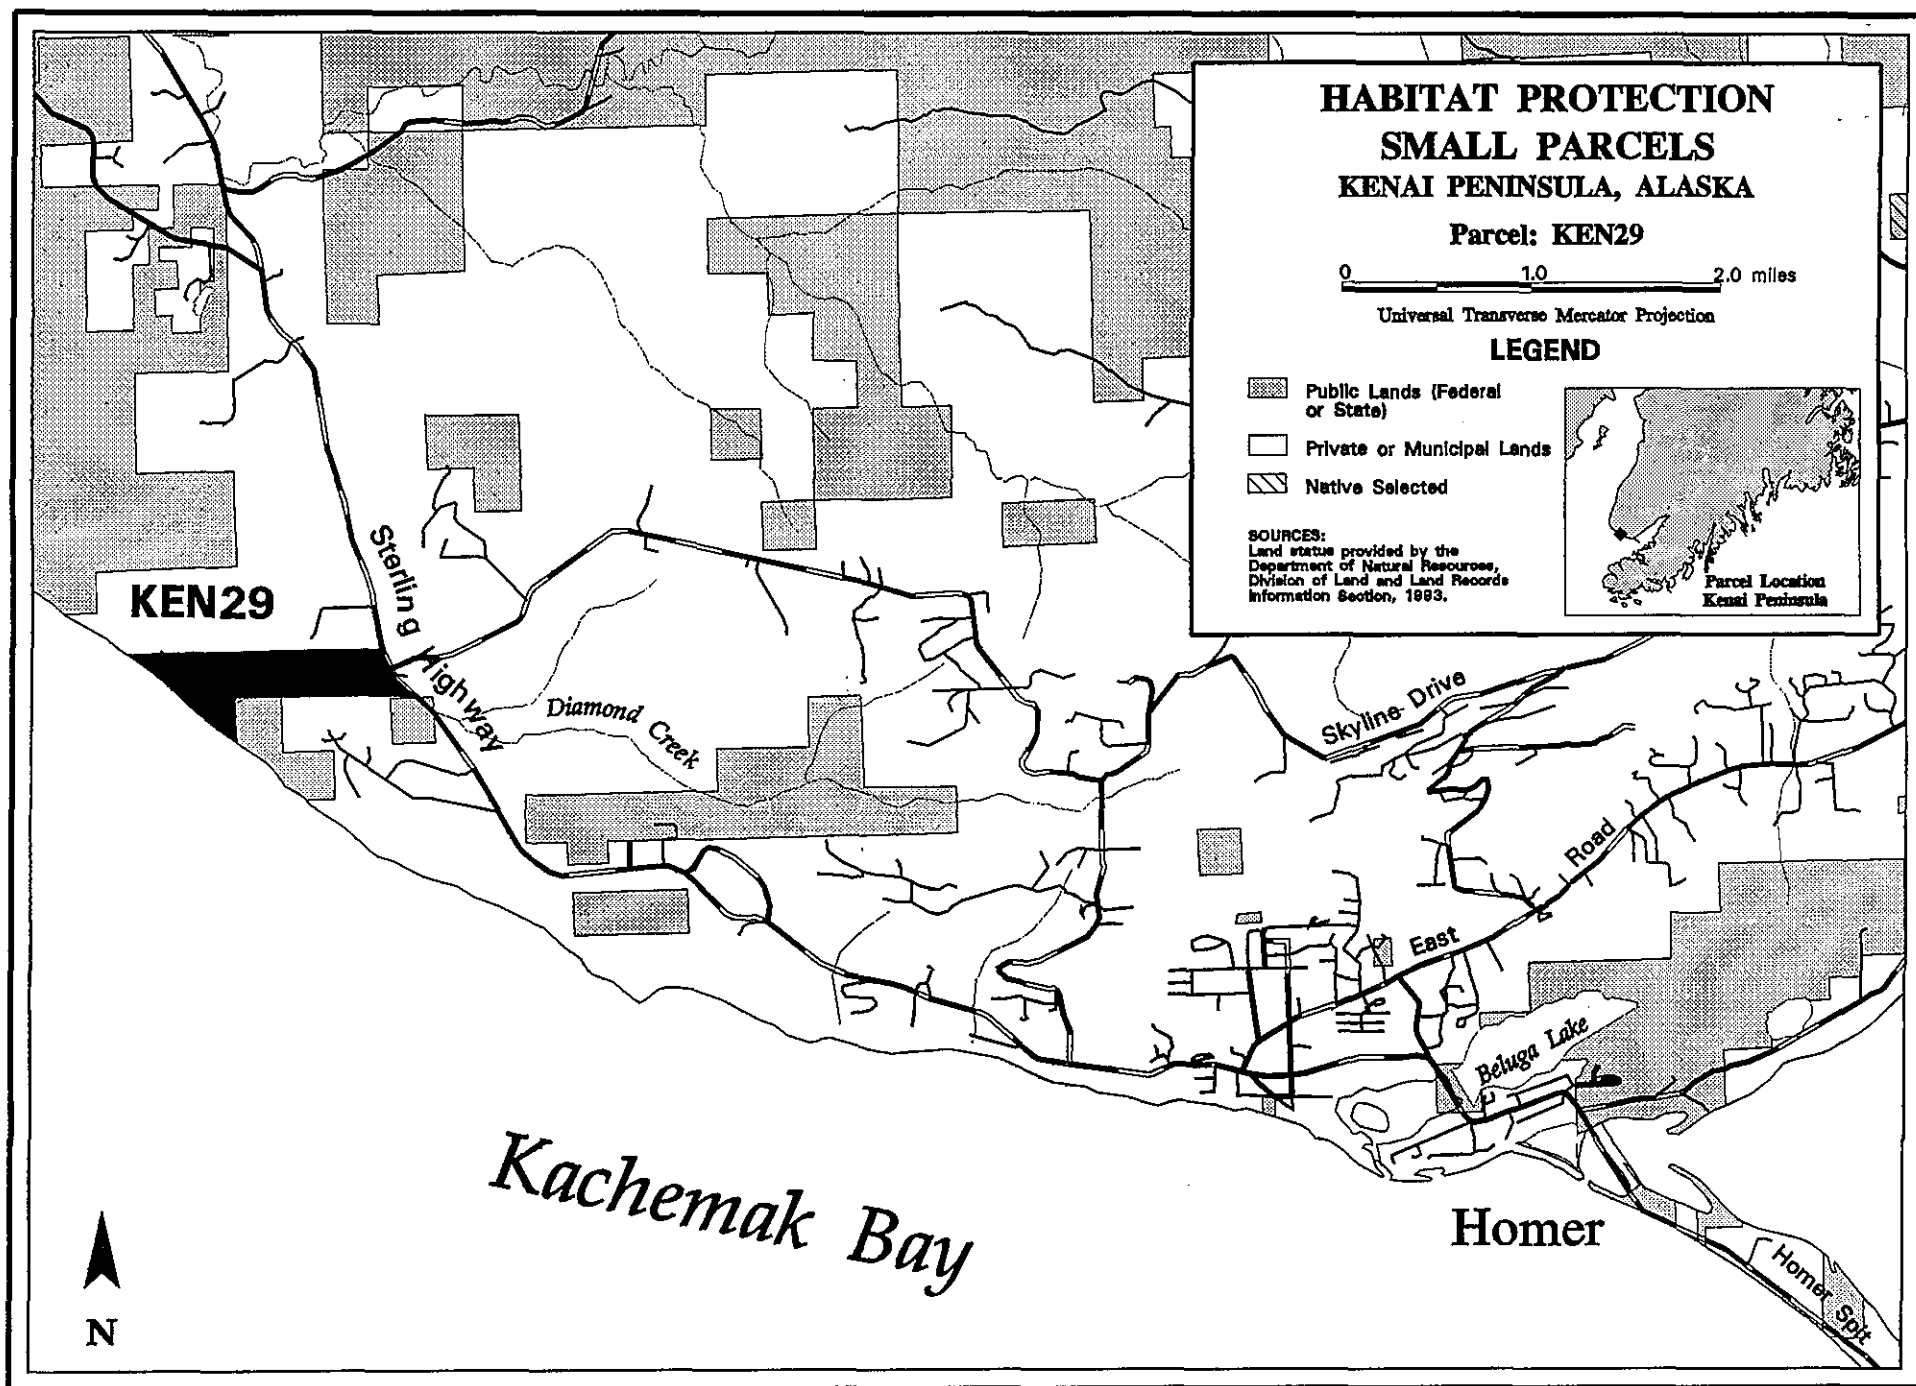 HABITAT PROTECTION
SMALL PARCELS
KENAI PENINSULA, ALASKA
Parcel: KEN29
0 1.0 2.0 miles
Universal Transverse Mercator Projection
LEGEND
Public Lands (Federal
or State)
Private or Municipal Lands
Native Selected
SOURCES:
Land status provided by the
Department of Natural Resources,
Division of Land and Land Records
Information Section, 1993.
Parcel Location
Kenai Peninsula
KEN29
Sterling Highway
Diamond Creek
Skyline Drive
East Road
Beluga Lake
Kachemak Bay
Homer
Homer Spit
N